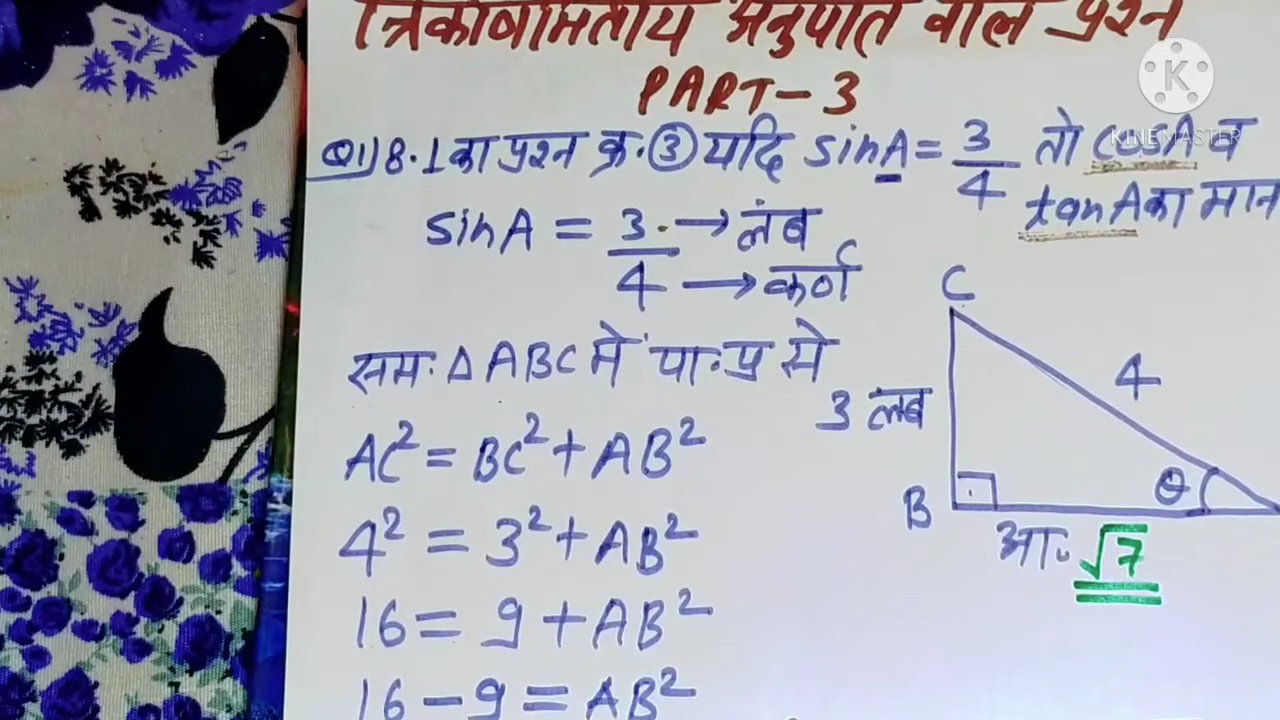 त्रिकोणमितीय अनुपात वाले प्रश्न
PART-3
Q1) 8.1 का प्रश्न क्र. ③ यदि sinA = 3/4 तो cosA व
tanA का मान
sinA = 3 → लंब
4 → कर्ण
सम. Δ ABC में पा.प्र से
AC² = BC² + AB²
4² = 3² + AB²
16 = 9 + AB²
16 - 9 = AB²
C
4
3 लंब
B
θ
आ. √7
K
KINEMASTER